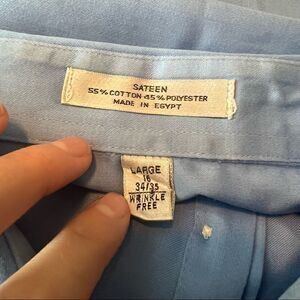 SATEEN
55% COTTON 45% POLYESTER
MADE IN EGYPT
LARGE
16
34/35
WRINKLE
FREE